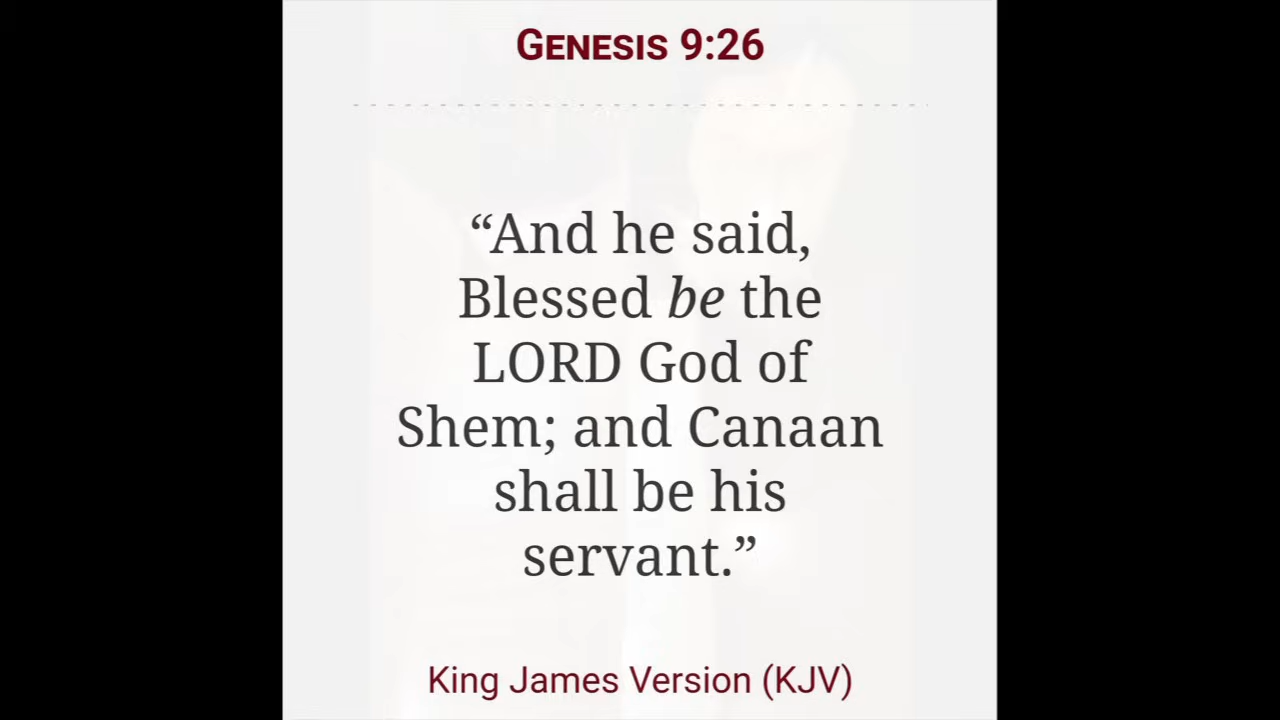 GENESIS 9:26
“And he said,
Blessed be the
LORD God of
Shem; and Canaan
shall be his
servant.”
King James Version (KJV)